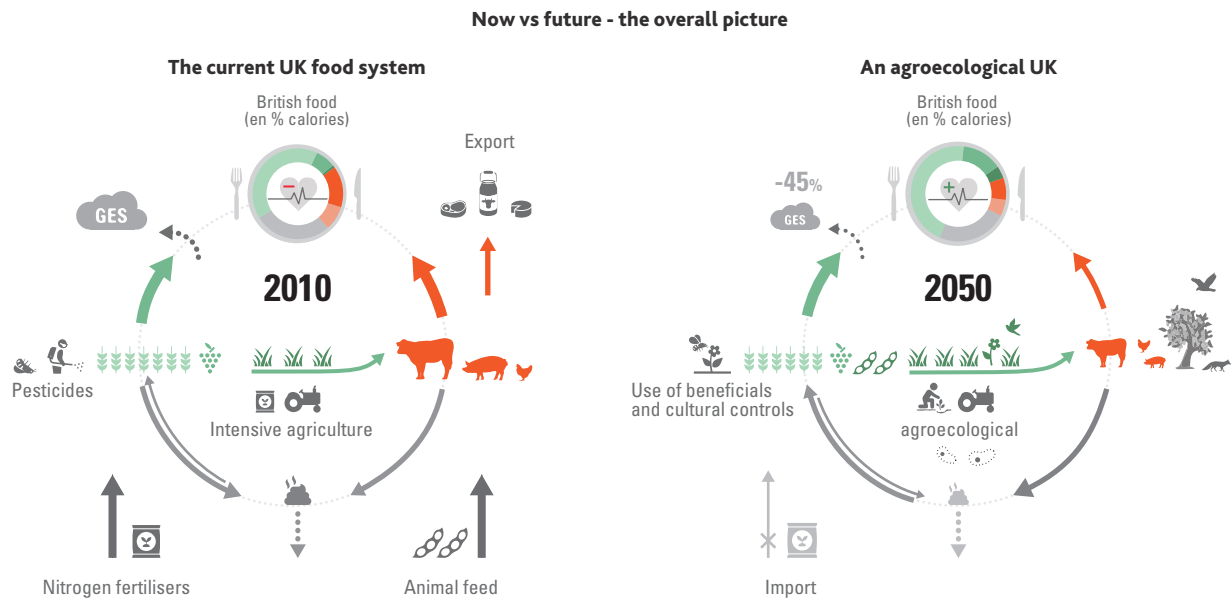 Now vs future - the overall picture
The current UK food system
British food
(en % calories)
Export
GES
2010
Pesticides
Intensive agriculture
Nitrogen fertilisers
Animal feed
An agroecological UK
British food
(en % calories)
-45%
GES
2050
Use of beneficials
and cultural controls
agroecological
Import